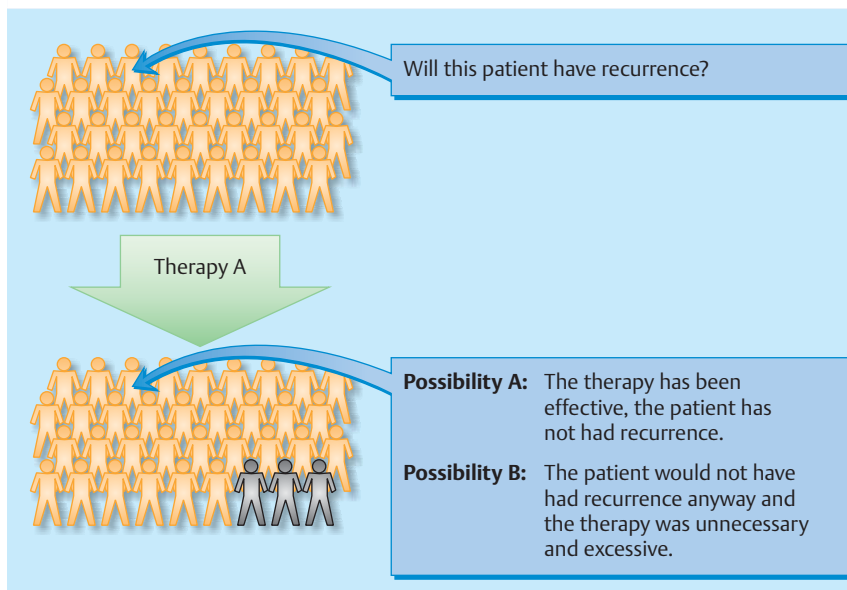 Will this patient have recurrence?
Therapy A
Possibility A: The therapy has been
effective, the patient has
not had recurrence.
Possibility B: The patient would not have
had recurrence anyway and
the therapy was unnecessary
and excessive.